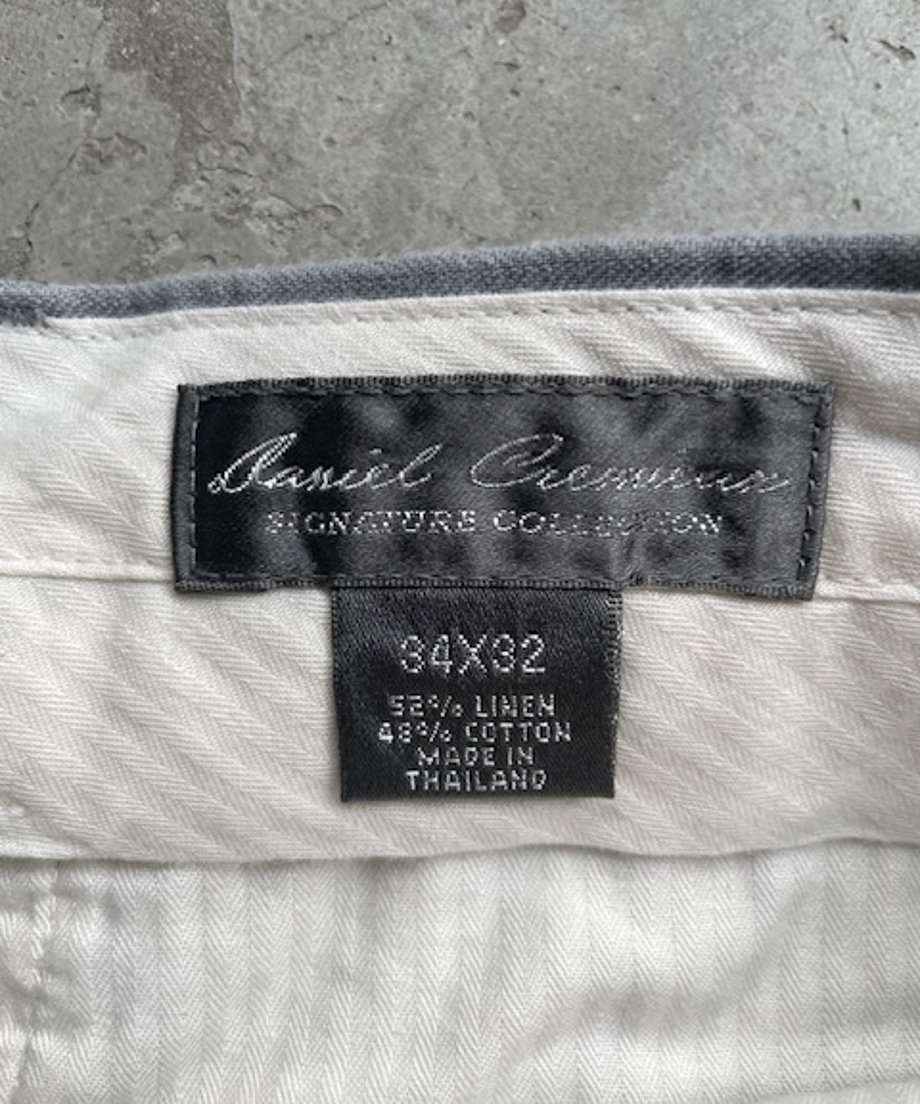 Daniel Cremieux
SIGNATURE COLLECTION
34X32
52% LINEN
48% COTTON
MADE IN
THAILAND